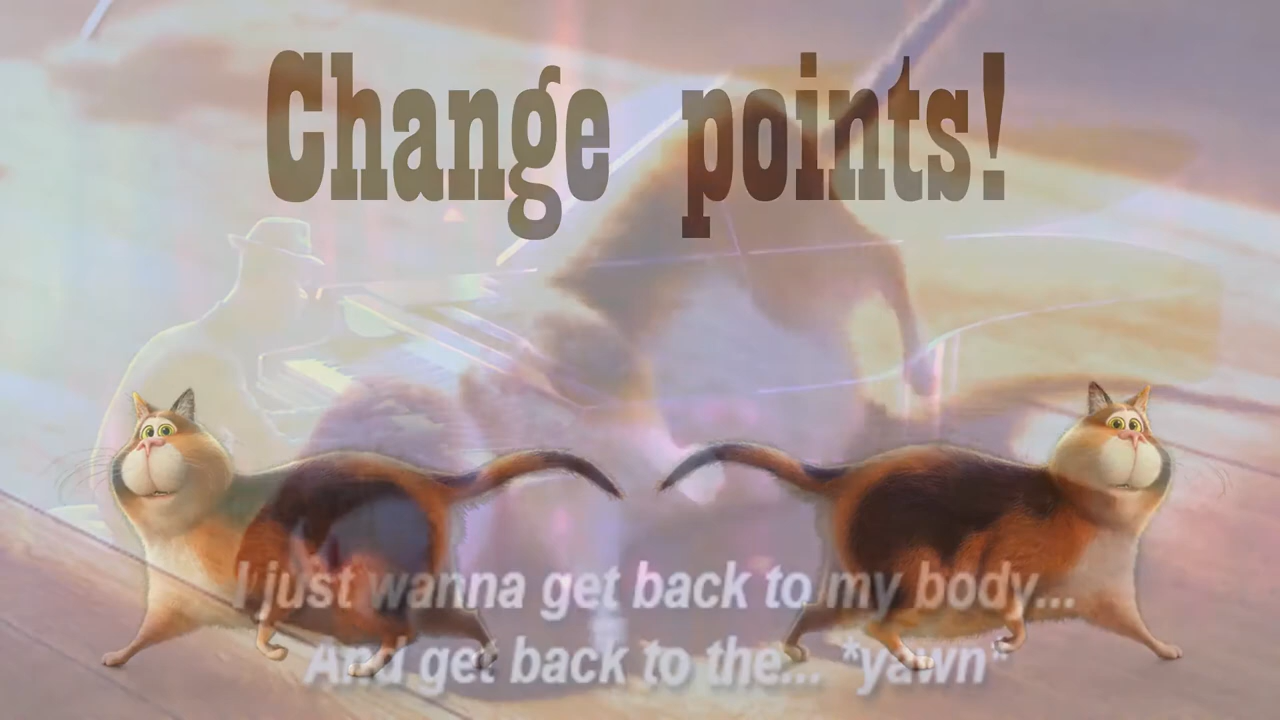 Change points!
I just wanna get back to my body...
And get back to the... *yawn*